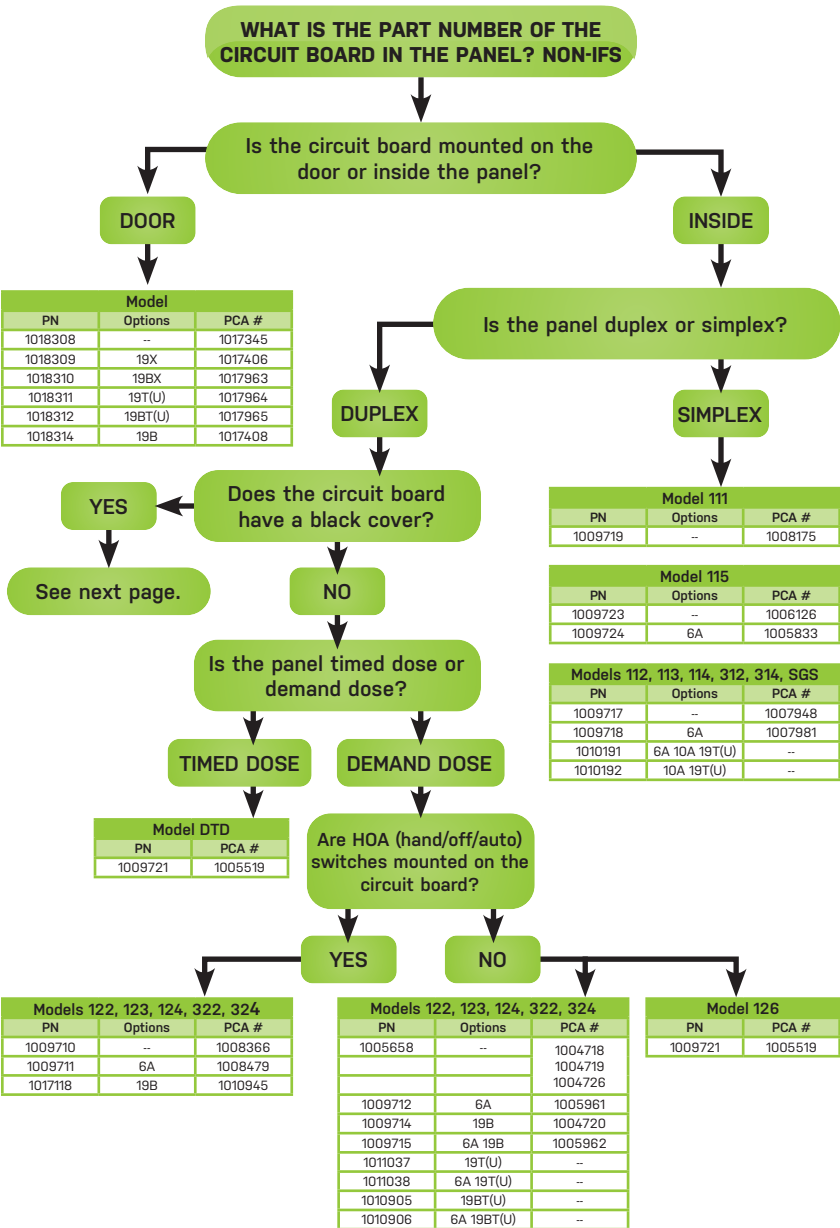 WHAT IS THE PART NUMBER OF THE
CIRCUIT BOARD IN THE PANEL? NON-IFS
Is the circuit board mounted on the
door or inside the panel?
DOOR
INSIDE
Model
PN Options PCA #
1018308 -- 1017345
1018309 19X 1017406
1018310 19BX 1017963
1018311 19T(U) 1017964
1018312 19BT(U) 1017965
1018314 19B 1017408
Is the panel duplex or simplex?
DUPLEX
SIMPLEX
Model 111
PN Options PCA #
1009719 -- 1008175
Model 115
PN Options PCA #
1009723 -- 1006126
1009724 6A 1005833
Models 112, 113, 114, 312, 314, SGS
PN Options PCA #
1009717 -- 1007948
1009718 6A 1007981
1010191 6A 10A 19T(U) --
1010192 10A 19T(U) --
Does the circuit board
have a black cover?
YES
See next page.
NO
Is the panel timed dose or
demand dose?
TIMED DOSE
DEMAND DOSE
Model DTD
PN PCA #
1009721 1005519
Are HOA (hand/off/auto)
switches mounted on the
circuit board?
YES
NO
Models 122, 123, 124, 322, 324
PN Options PCA #
1009710 -- 1008366
1009711 6A 1008479
1017118 19B 1010945
Models 122, 123, 124, 322, 324
PN Options PCA #
1005658 -- 1004718
1004719
1004726
1009712 6A 1005961
1009714 19B 1004720
1009715 6A 19B 1005962
1011037 19T(U) --
1011038 6A 19T(U) --
1010905 19BT(U) --
1010906 6A 19BT(U) --
Model 126
PN PCA #
1009721 1005519